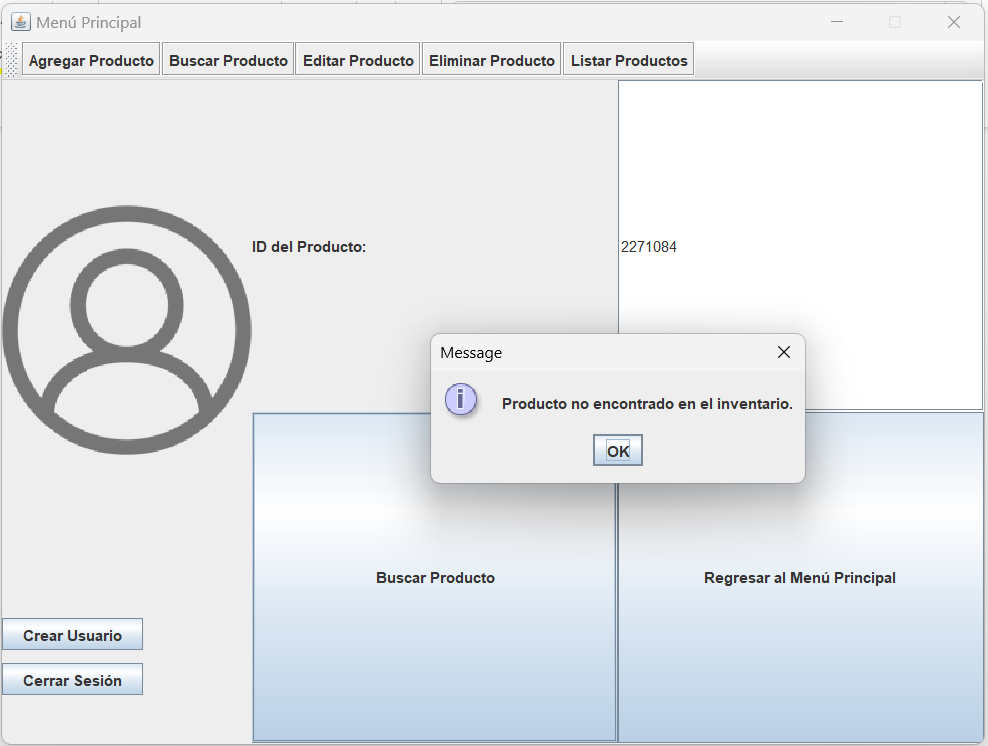 Menú Principal
Agregar Producto Buscar Producto Editar Producto Eliminar Producto Listar Productos
ID del Producto:
2271084
Message
Producto no encontrado en el inventario.
OK
Buscar Producto
Regresar al Menú Principal
Crear Usuario
Cerrar Sesión